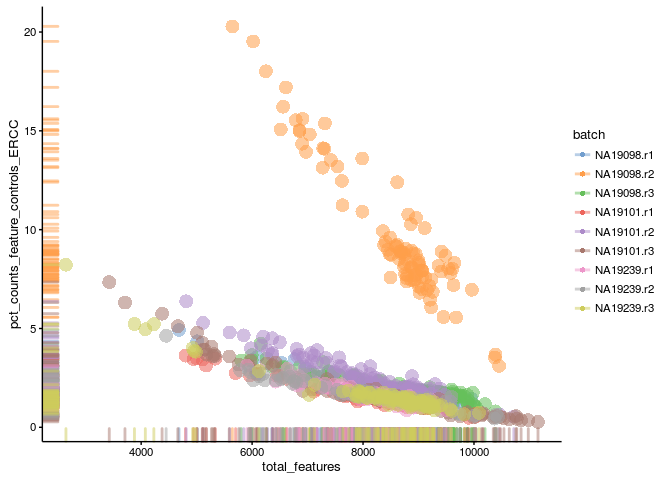 20
15
10
5
0
pct_counts_feature_controls_ERCC
4000
6000
8000
10000
total_features
batch
NA19098.r1
NA19098.r2
NA19098.r3
NA19101.r1
NA19101.r2
NA19101.r3
NA19239.r1
NA19239.r2
NA19239.r3